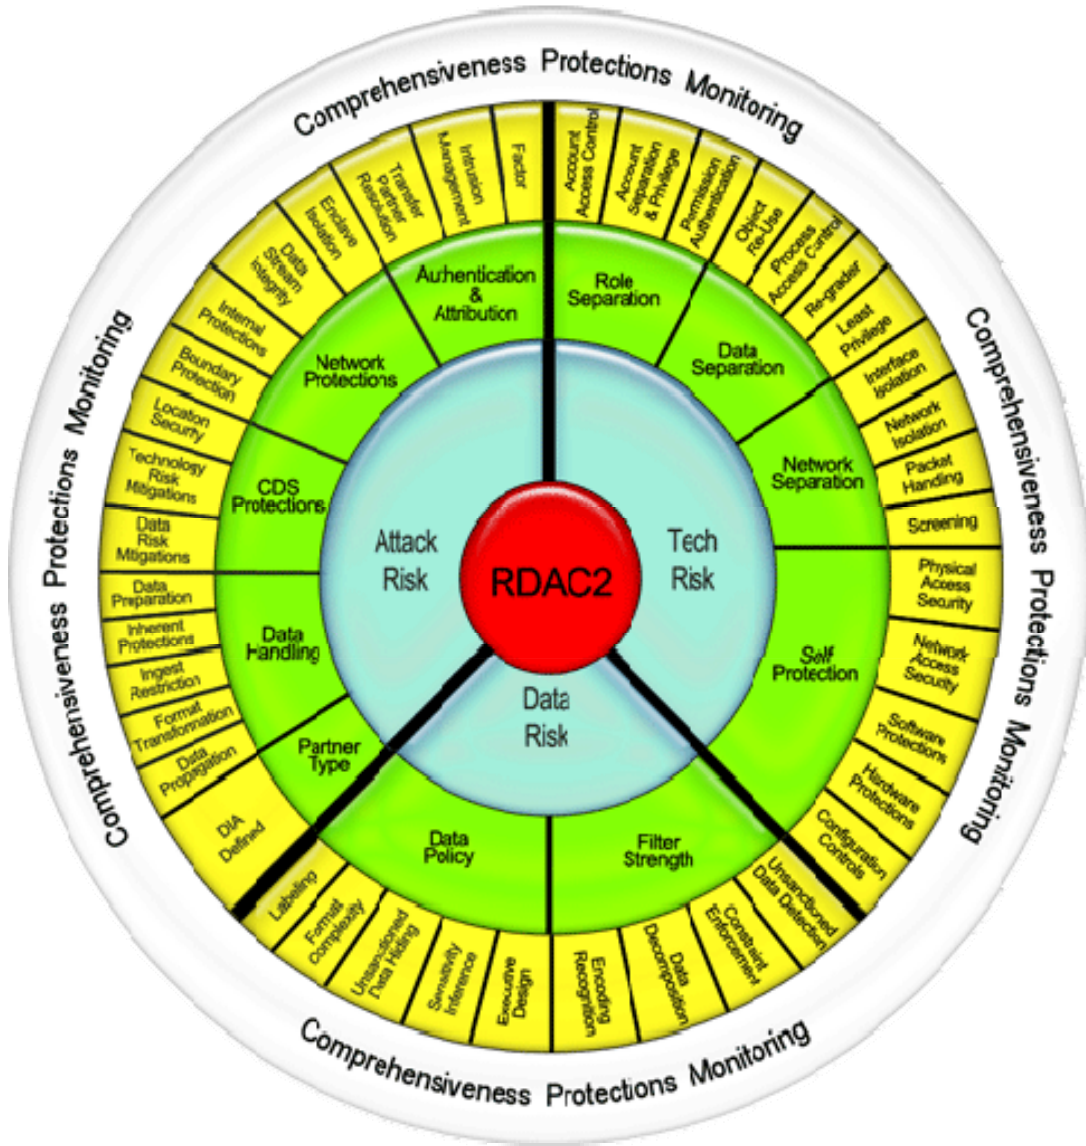 Comprehensiveness Protections Monitoring
Comprehensiveness Protections Monitoring
Comprehensiveness Protections Monitoring
Comprehensiveness Protections Monitoring
Account
Access Control
Account
Separation
& Privilege
Permission
Authentication
Object
Re-Use
Process
Access Control
Re-grader
Least
Privilege
Interface
Isolation
Network
Isolation
Packet
Handing
Screening
Physical
Access
Security
Network
Access
Security
Software
Protections
Hardware
Protections
Configuration
Controls
Unsanctioned
Data Detection
Constraint
Enforcement
Data
Decomposition
Encoding
Recognition
Executive
Design
Sensitivity
Inference
Unsanctioned
Data Hiding
Format
Complexity
Labeling
DIA
Defined
Data
Propagation
Format
Transformation
Ingest
Restriction
Inherent
Protections
Data
Preparation
Data
Risk
Mitigations
Technology
Risk
Mitigations
Location
Security
Boundary
Protection
Internal
Protections
Data
Stream
Integrity
Enclave
Isolation
Transfer
Partner
Resolution
Intrusion
Management
Factor
Role
Separation
Data
Separation
Network
Separation
Self
Protection
Filter
Strength
Data
Policy
Partner
Type
Data
Handling
CDS
Protections
Network
Protections
Authentication
&
Attribution
Attack
Risk
Tech
Risk
Data
Risk
RDAC2